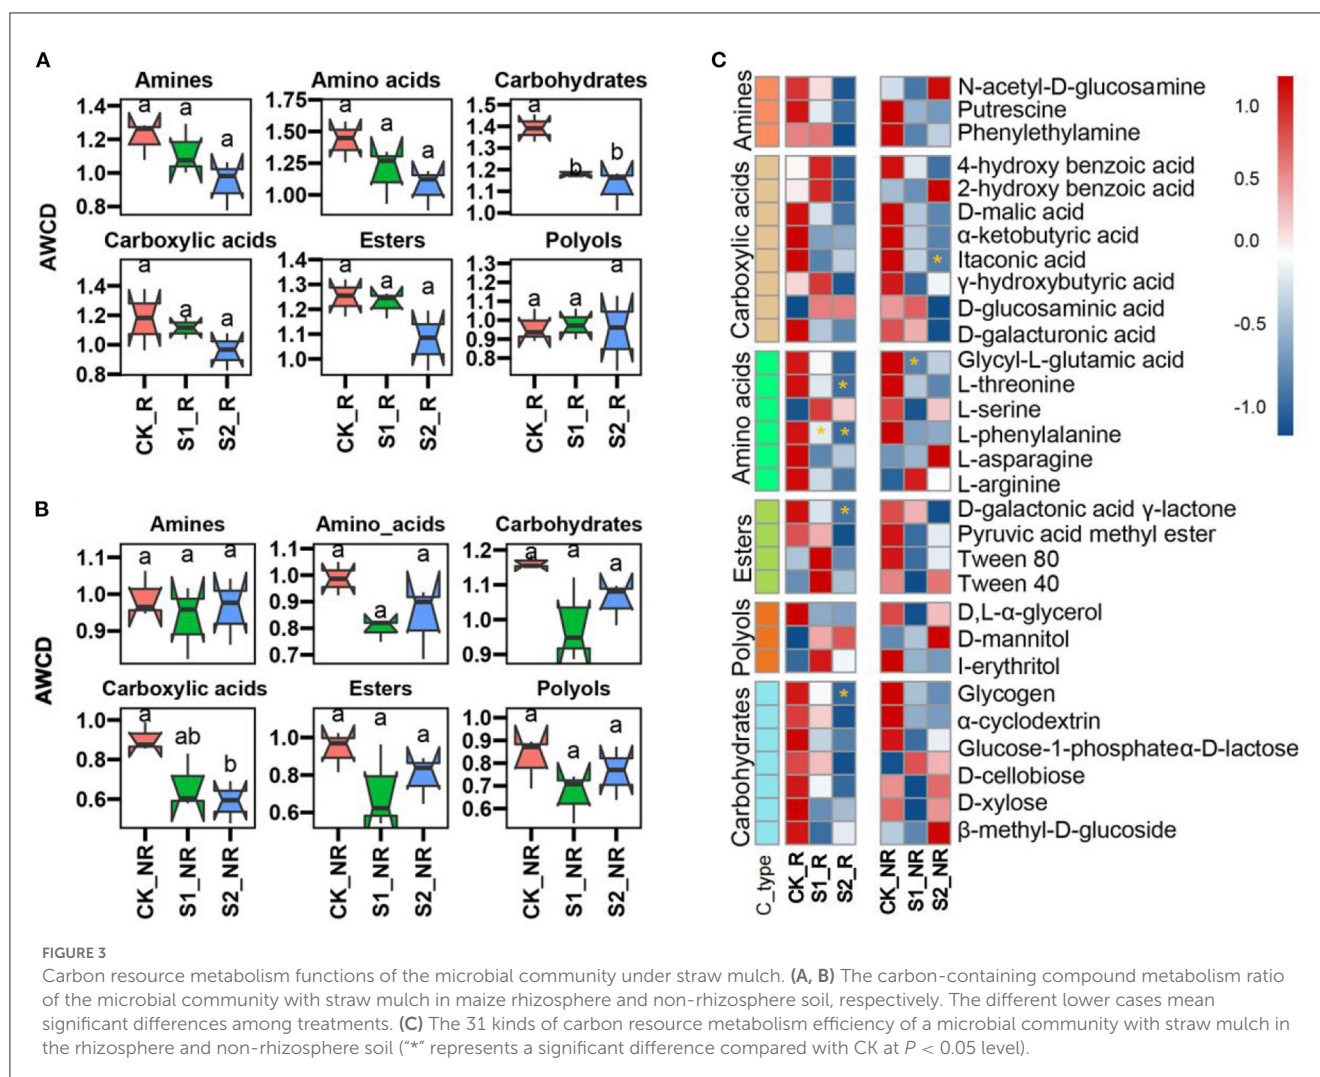 A
Amines
Amino acids
Carbohydrates
AWCD
1.4
1.2
1.0
0.8
a
a
a
1.75
1.50
1.25
1.00
a
a
a
1.5
1.4
1.3
1.2
1.1
1.0
a
b
b
Carboxylic acids
Esters
Polyols
1.4
1.2
1.0
0.8
a
a
a
1.4
1.3
1.2
1.1
1.0
a
a
a
1.3
1.2
1.1
1.0
0.9
0.8
a
a
a
CK_R
S1_R
S2_R
CK_R
S1_R
S2_R
CK_R
S1_R
S2_R
B
Amines
Amino_acids
Carbohydrates
AWCD
1.1
1.0
0.9
a
a
a
1.1
1.0
0.9
0.8
0.7
a
a
a
1.2
1.1
1.0
0.9
a
a
a
Carboxylic acids
Esters
Polyols
1.0
0.8
0.6
a
ab
b
1.0
0.8
0.6
a
a
a
1.0
0.9
0.8
0.7
0.6
a
a
a
CK_NR
S1_NR
S2_NR
CK_NR
S1_NR
S2_NR
CK_NR
S1_NR
S2_NR
C
Amines
N-acetyl-D-glucosamine
Putrescine
Phenylethylamine
Carboxylic acids
4-hydroxy benzoic acid
2-hydroxy benzoic acid
D-malic acid
α-ketobutyric acid
* Itaconic acid
γ-hydroxybutyric acid
D-glucosaminic acid
D-galacturonic acid
Amino acids
* Glycyl-L-glutamic acid
* L-threonine
L-serine
* * L-phenylalanine
L-asparagine
L-arginine
Esters
* D-galactonic acid γ-lactone
Pyruvic acid methyl ester
Tween 80
Tween 40
Polyols
D,L-α-glycerol
D-mannitol
I-erythritol
Carbohydrates
* Glycogen
α-cyclodextrin
Glucose-1-phosphateα-D-lactose
D-cellobiose
D-xylose
β-methyl-D-glucoside
C_type
CK_R
S1_R
S2_R
CK_NR
S1_NR
S2_NR
1.0
0.5
0.0
-0.5
-1.0
FIGURE 3
Carbon resource metabolism functions of the microbial community under straw mulch. (A, B) The carbon-containing compound metabolism ratio
of the microbial community with straw mulch in maize rhizosphere and non-rhizosphere soil, respectively. The different lower cases mean
significant differences among treatments. (C) The 31 kinds of carbon resource metabolism efficiency of a microbial community with straw mulch in
the rhizosphere and non-rhizosphere soil ("*" represents a significant difference compared with CK at P < 0.05 level).